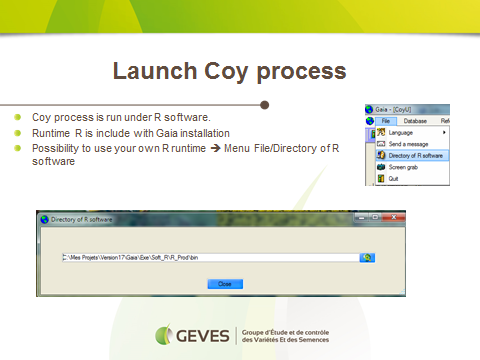 Launch Coy process
Coy process is run under R software.
Runtime R is include with Gaia installation
Possibility to use your own R runtime ➔ Menu File/Directory of R
software
Gaia - [CoyU]
File Database Ref
Language
Send a message
Directory of R software
Screen grab
Quit
Directory of R software
C:\Mes Projets\Version17\Gaia\Exe\Soft_R\R_Prod\bin
Close
GEVES
Groupe d'Étude et de contrôle
des Variétés Et des Semences